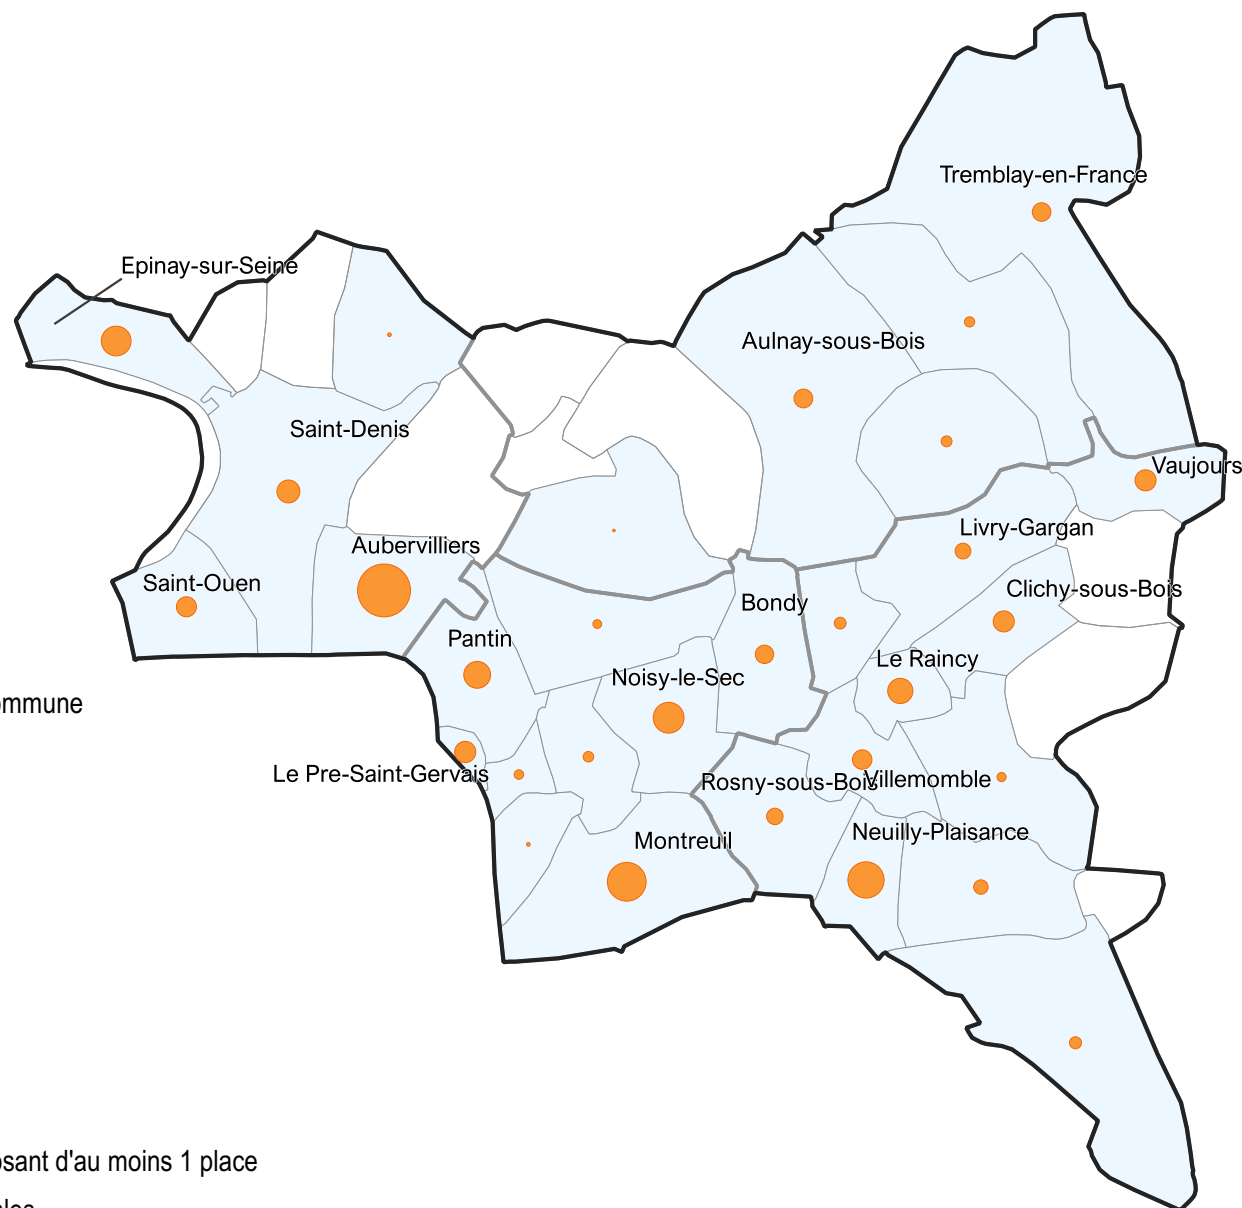 Tremblay-en-France
Epinay-sur-Seine
Aulnay-sous-Bois
Saint-Denis
Vaujours
Livry-Gargan
Aubervilliers
Saint-Ouen
Clichy-sous-Bois
Bondy
Pantin
Le Raincy
Noisy-le-Sec
Le Pre-Saint-Gervais
Rosny-sous-Bois
Villemomble
Neuilly-Plaisance
Montreuil
d'au moins 1 place